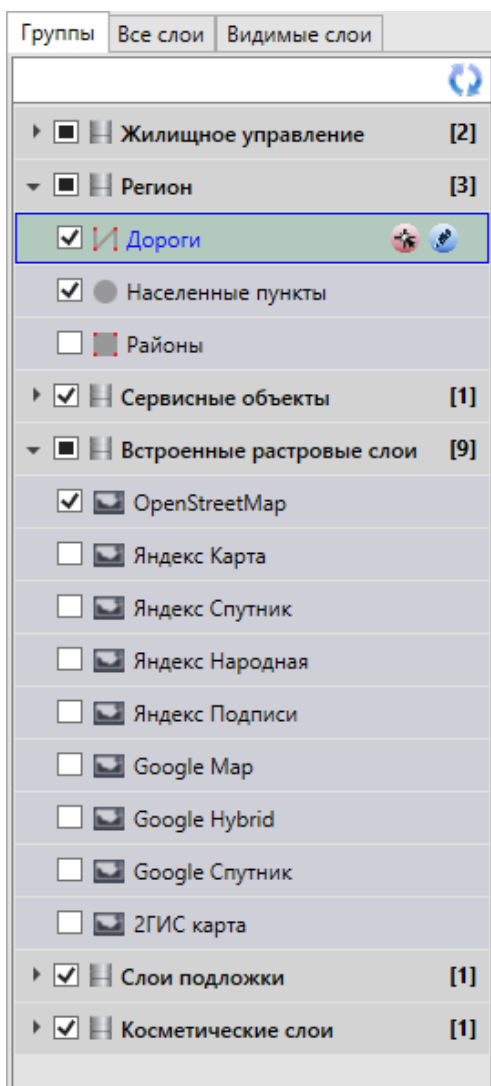 Группы Все слои Видимые слои
Жилищное управление [2]
Регион [3]
Дороги
Населенные пункты
Районы
Сервисные объекты [1]
Встроенные растровые слои [9]
OpenStreetMap
Яндекс Карта
Яндекс Спутник
Яндекс Народная
Яндекс Подписи
Google Map
Google Hybrid
Google Спутник
2ГИС карта
Слои подложки [1]
Косметические слои [1]